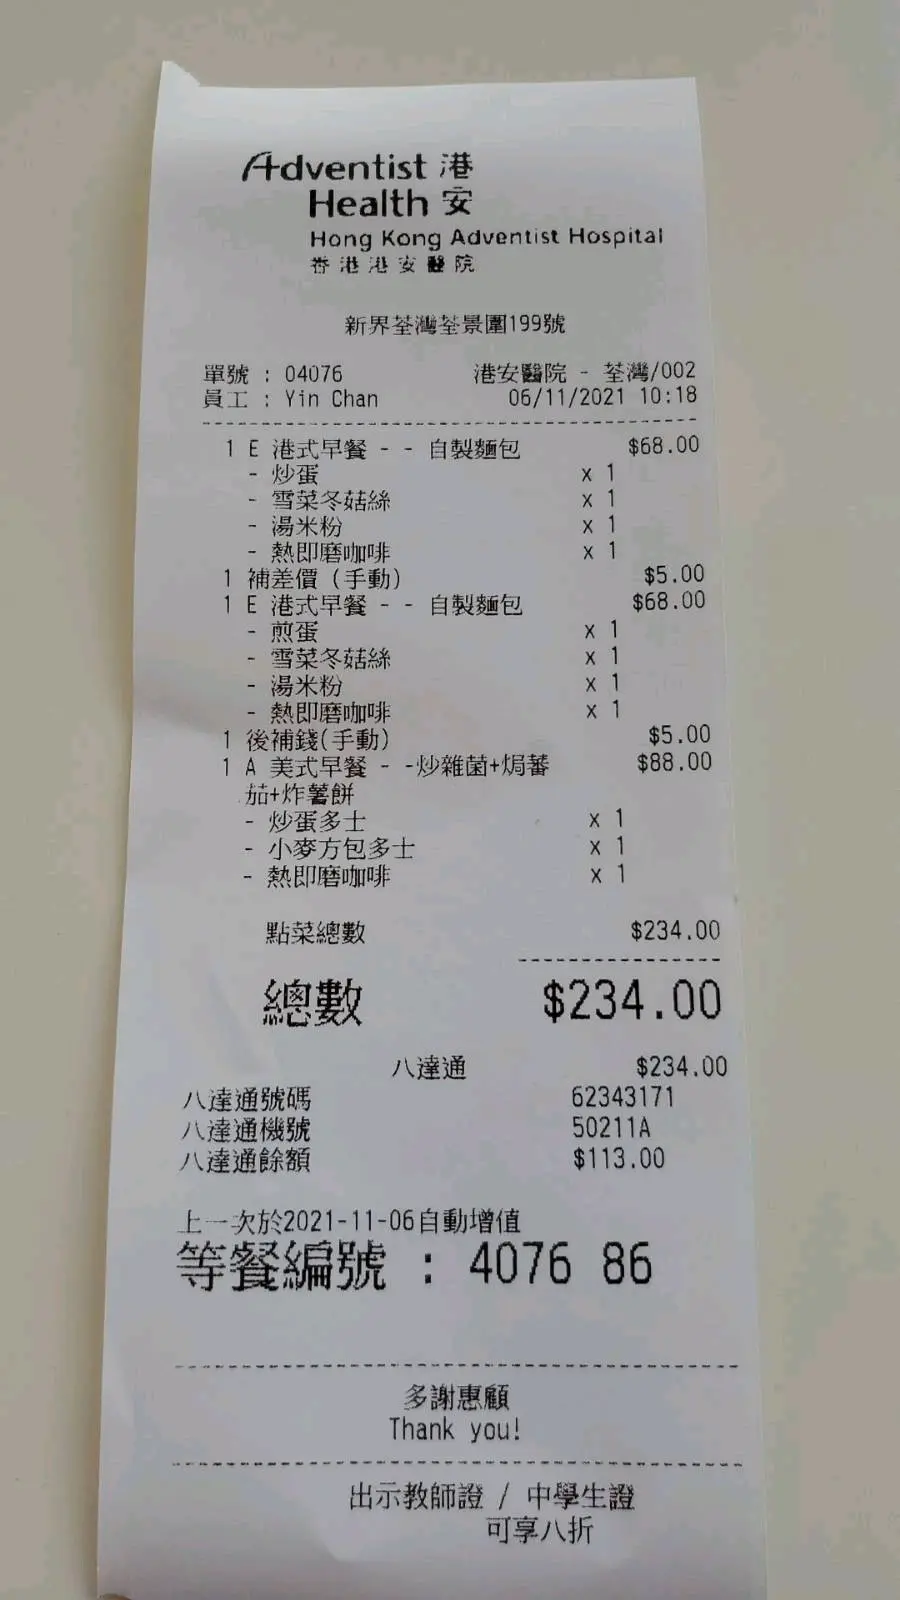 Adventist 港
Health 安
Hong Kong Adventist Hospital
香港港安醫院
新界荃灣荃景圍199號
單號 : 04076 港安醫院 - 荃灣/002
員工 : Yin Chan 06/11/2021 10:18
1 E 港式早餐 - - 自製麵包 $68.00
- 炒蛋 x 1
- 雪菜冬菇絲 x 1
- 湯米粉 x 1
- 熱即磨咖啡 x 1
1 補差價 (手動) $5.00
1 E 港式早餐 - - 自製麵包 $68.00
- 煎蛋 x 1
- 雪菜冬菇絲 x 1
- 湯米粉 x 1
- 熱即磨咖啡 x 1
1 後補錢(手動) $5.00
1 A 美式早餐 - -炒雜菌+焗蕃 $88.00
茄+炸薯餅
- 炒蛋多士 x 1
- 小麥方包多士 x 1
- 熱即磨咖啡 x 1
點菜總數 $234.00
總數 $234.00
八達通 $234.00
八達通號碼 62343171
八達通機號 50211A
八達通餘額 $113.00
上一次於2021-11-06自動增值
等餐編號 : 4076 86
多謝惠顧
Thank you!
出示教師證 / 中學生證
可享八折